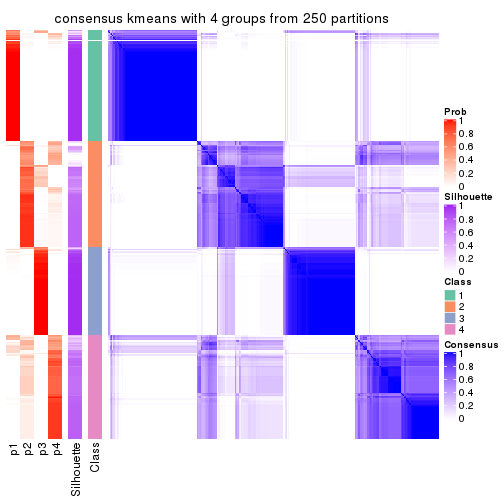 consensus kmeans with 4 groups from 250 partitions
Prob
1
0.8
0.6
0.4
0.2
0
Silhouette
1
0.8
0.6
0.4
0.2
0
Class
1
2
3
4
Consensus
1
0.8
0.6
0.4
0.2
0
p1
p2
p3
p4
Silhouette
Class